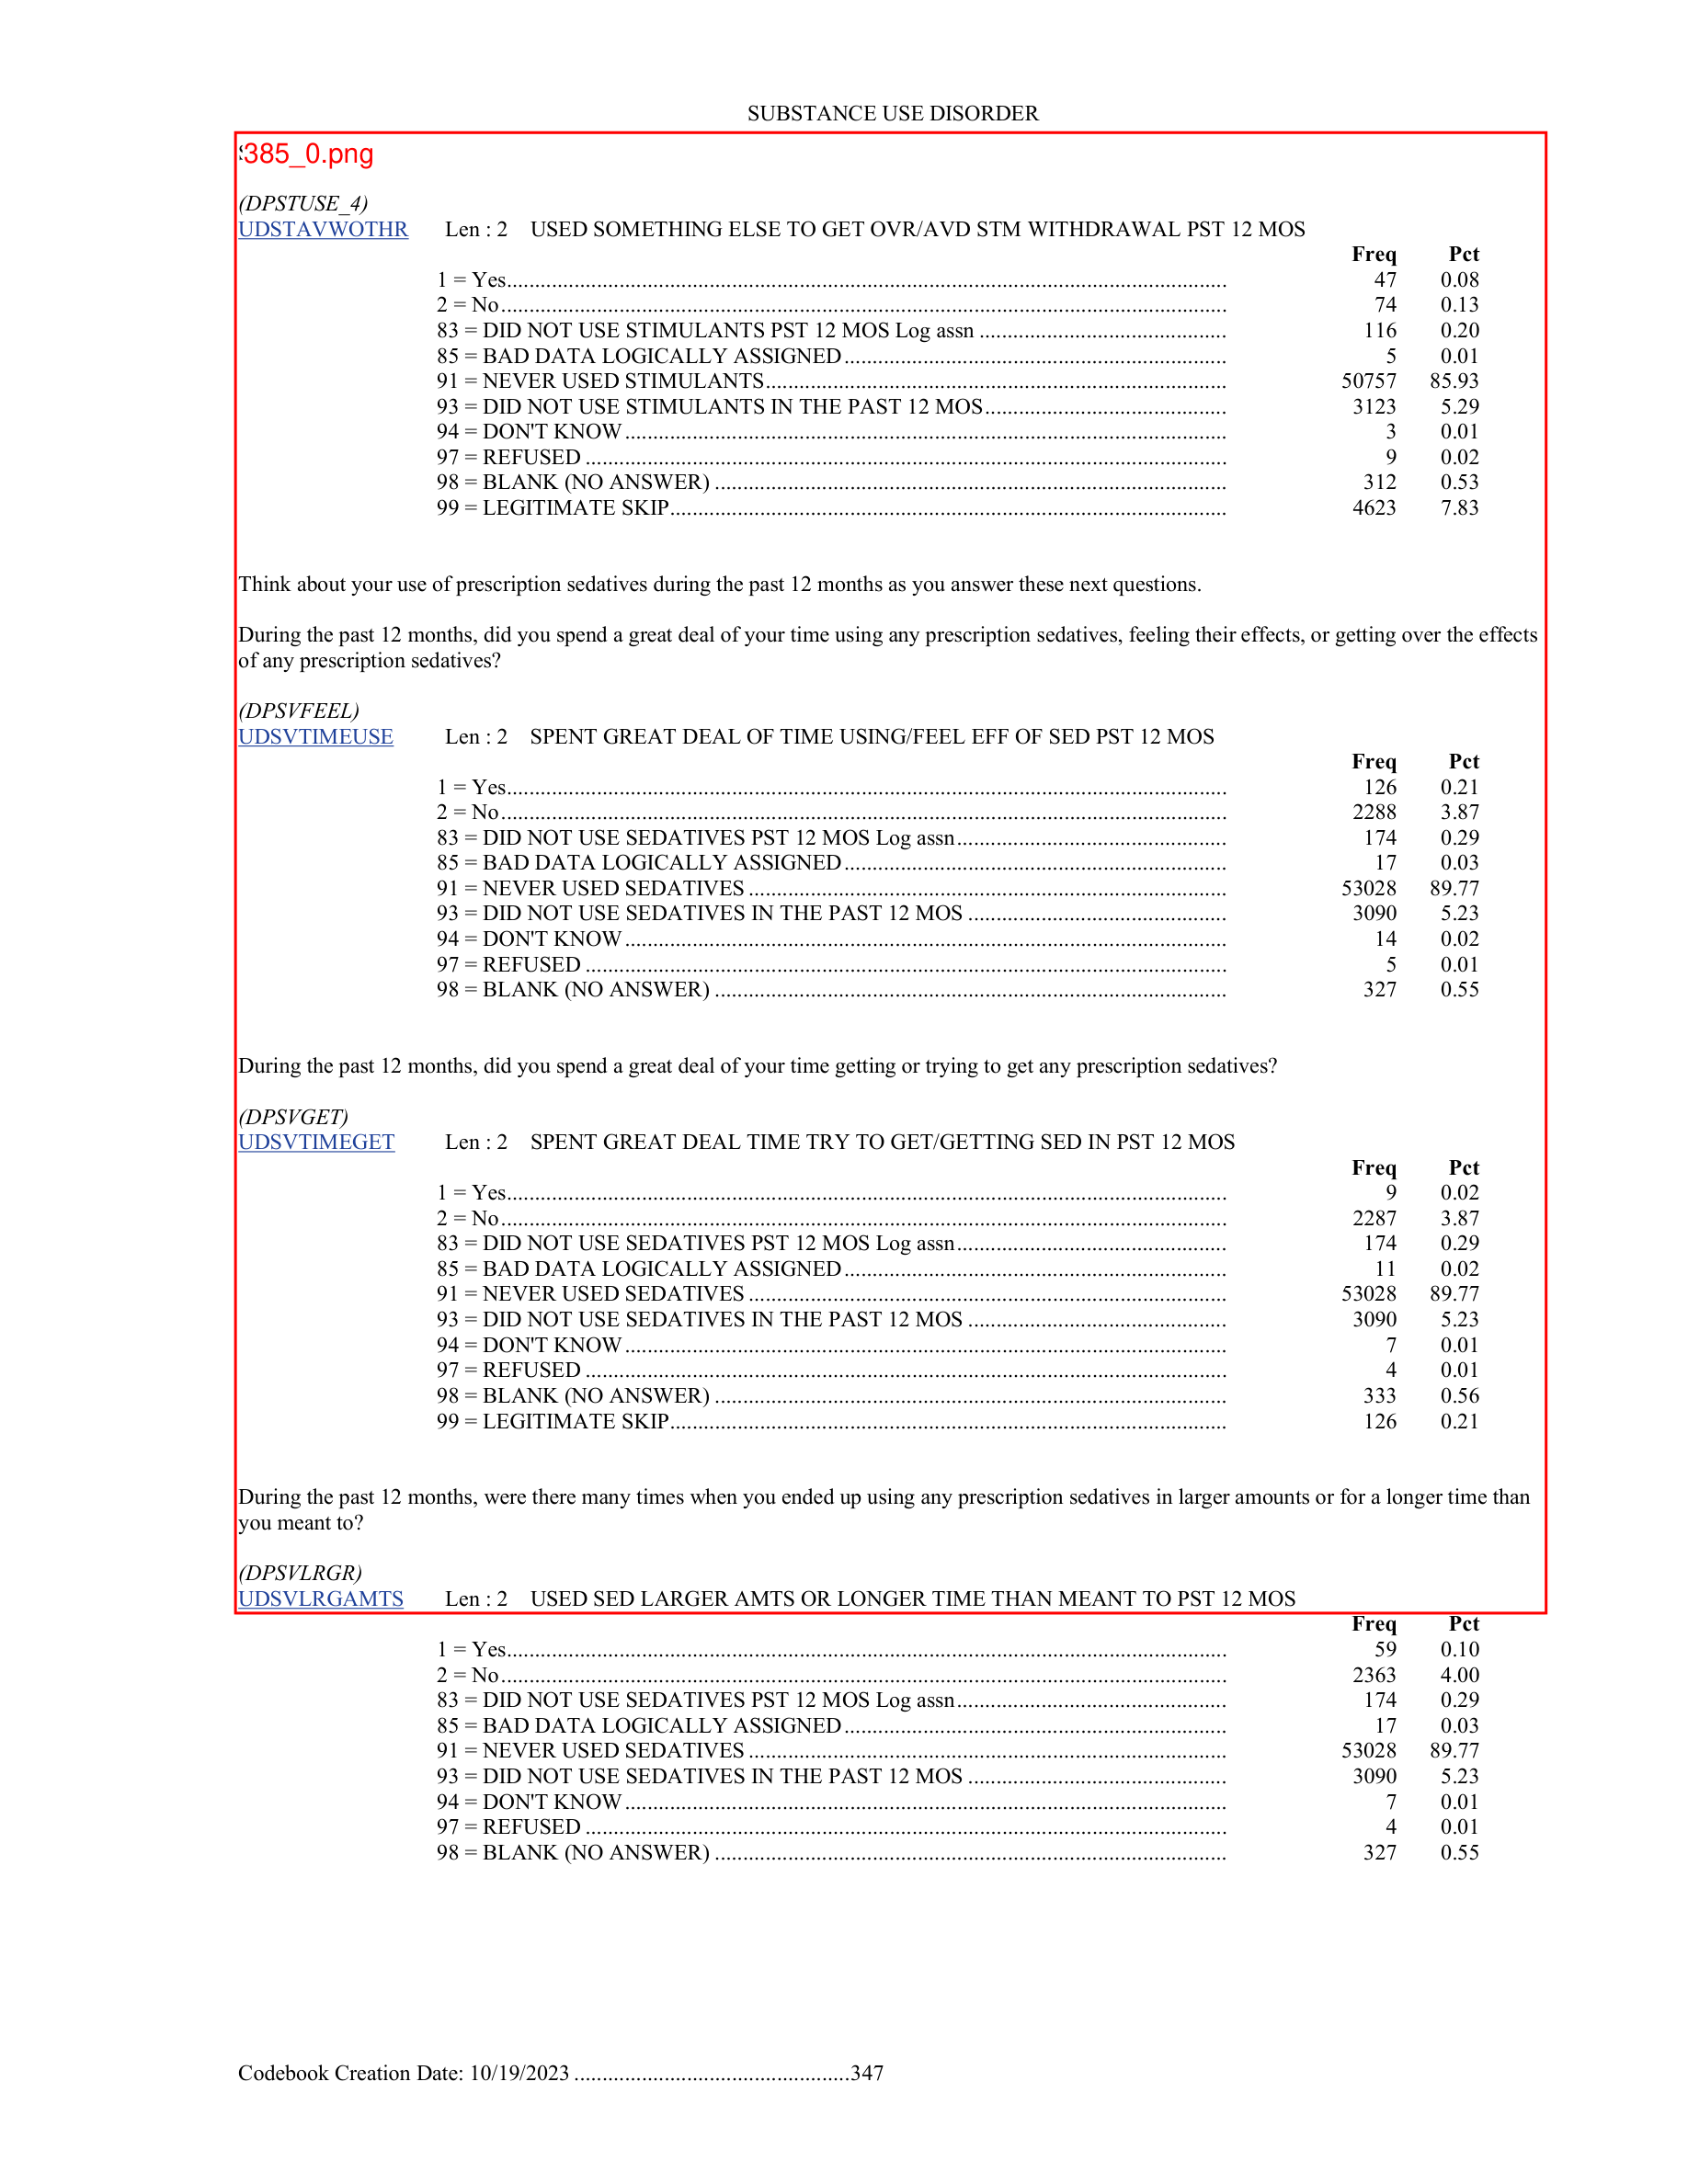 SUBSTANCE USE DISORDER
385_0.png
(DPSTUSE_4)
UDSTAVWOTHR Len : 2 USED SOMETHING ELSE TO GET OVR/AVD STM WITHDRAWAL PST 12 MOS
Freq Pct
1 = Yes 47 0.08
2 = No 74 0.13
83 = DID NOT USE STIMULANTS PST 12 MOS Log assn 116 0.20
85 = BAD DATA LOGICALLY ASSIGNED 5 0.01
91 = NEVER USED STIMULANTS 50757 85.93
93 = DID NOT USE STIMULANTS IN THE PAST 12 MOS 3123 5.29
94 = DON'T KNOW 3 0.01
97 = REFUSED 9 0.02
98 = BLANK (NO ANSWER) 312 0.53
99 = LEGITIMATE SKIP 4623 7.83
Think about your use of prescription sedatives during the past 12 months as you answer these next questions.
During the past 12 months, did you spend a great deal of your time using any prescription sedatives, feeling their effects, or getting over the effects
of any prescription sedatives?
(DPSVFEEL)
UDSVTIMEUSE Len : 2 SPENT GREAT DEAL OF TIME USING/FEEL EFF OF SED PST 12 MOS
Freq Pct
1 = Yes 126 0.21
2 = No 2288 3.87
83 = DID NOT USE SEDATIVES PST 12 MOS Log assn 174 0.29
85 = BAD DATA LOGICALLY ASSIGNED 17 0.03
91 = NEVER USED SEDATIVES 53028 89.77
93 = DID NOT USE SEDATIVES IN THE PAST 12 MOS 3090 5.23
94 = DON'T KNOW 14 0.02
97 = REFUSED 5 0.01
98 = BLANK (NO ANSWER) 327 0.55
During the past 12 months, did you spend a great deal of your time getting or trying to get any prescription sedatives?
(DPSVGET)
UDSVTIMEGET Len : 2 SPENT GREAT DEAL TIME TRY TO GET/GETTING SED IN PST 12 MOS
Freq Pct
1 = Yes 9 0.02
2 = No 2287 3.87
83 = DID NOT USE SEDATIVES PST 12 MOS Log assn 174 0.29
85 = BAD DATA LOGICALLY ASSIGNED 11 0.02
91 = NEVER USED SEDATIVES 53028 89.77
93 = DID NOT USE SEDATIVES IN THE PAST 12 MOS 3090 5.23
94 = DON'T KNOW 7 0.01
97 = REFUSED 4 0.01
98 = BLANK (NO ANSWER) 333 0.56
99 = LEGITIMATE SKIP 126 0.21
During the past 12 months, were there many times when you ended up using any prescription sedatives in larger amounts or for a longer time than
you meant to?
(DPSVLRGR)
UDSVLRGAMTS Len : 2 USED SED LARGER AMTS OR LONGER TIME THAN MEANT TO PST 12 MOS
Freq Pct
1 = Yes 59 0.10
2 = No 2363 4.00
83 = DID NOT USE SEDATIVES PST 12 MOS Log assn 174 0.29
85 = BAD DATA LOGICALLY ASSIGNED 17 0.03
91 = NEVER USED SEDATIVES 53028 89.77
93 = DID NOT USE SEDATIVES IN THE PAST 12 MOS 3090 5.23
94 = DON'T KNOW 7 0.01
97 = REFUSED 4 0.01
98 = BLANK (NO ANSWER) 327 0.55
Codebook Creation Date: 10/19/2023 347